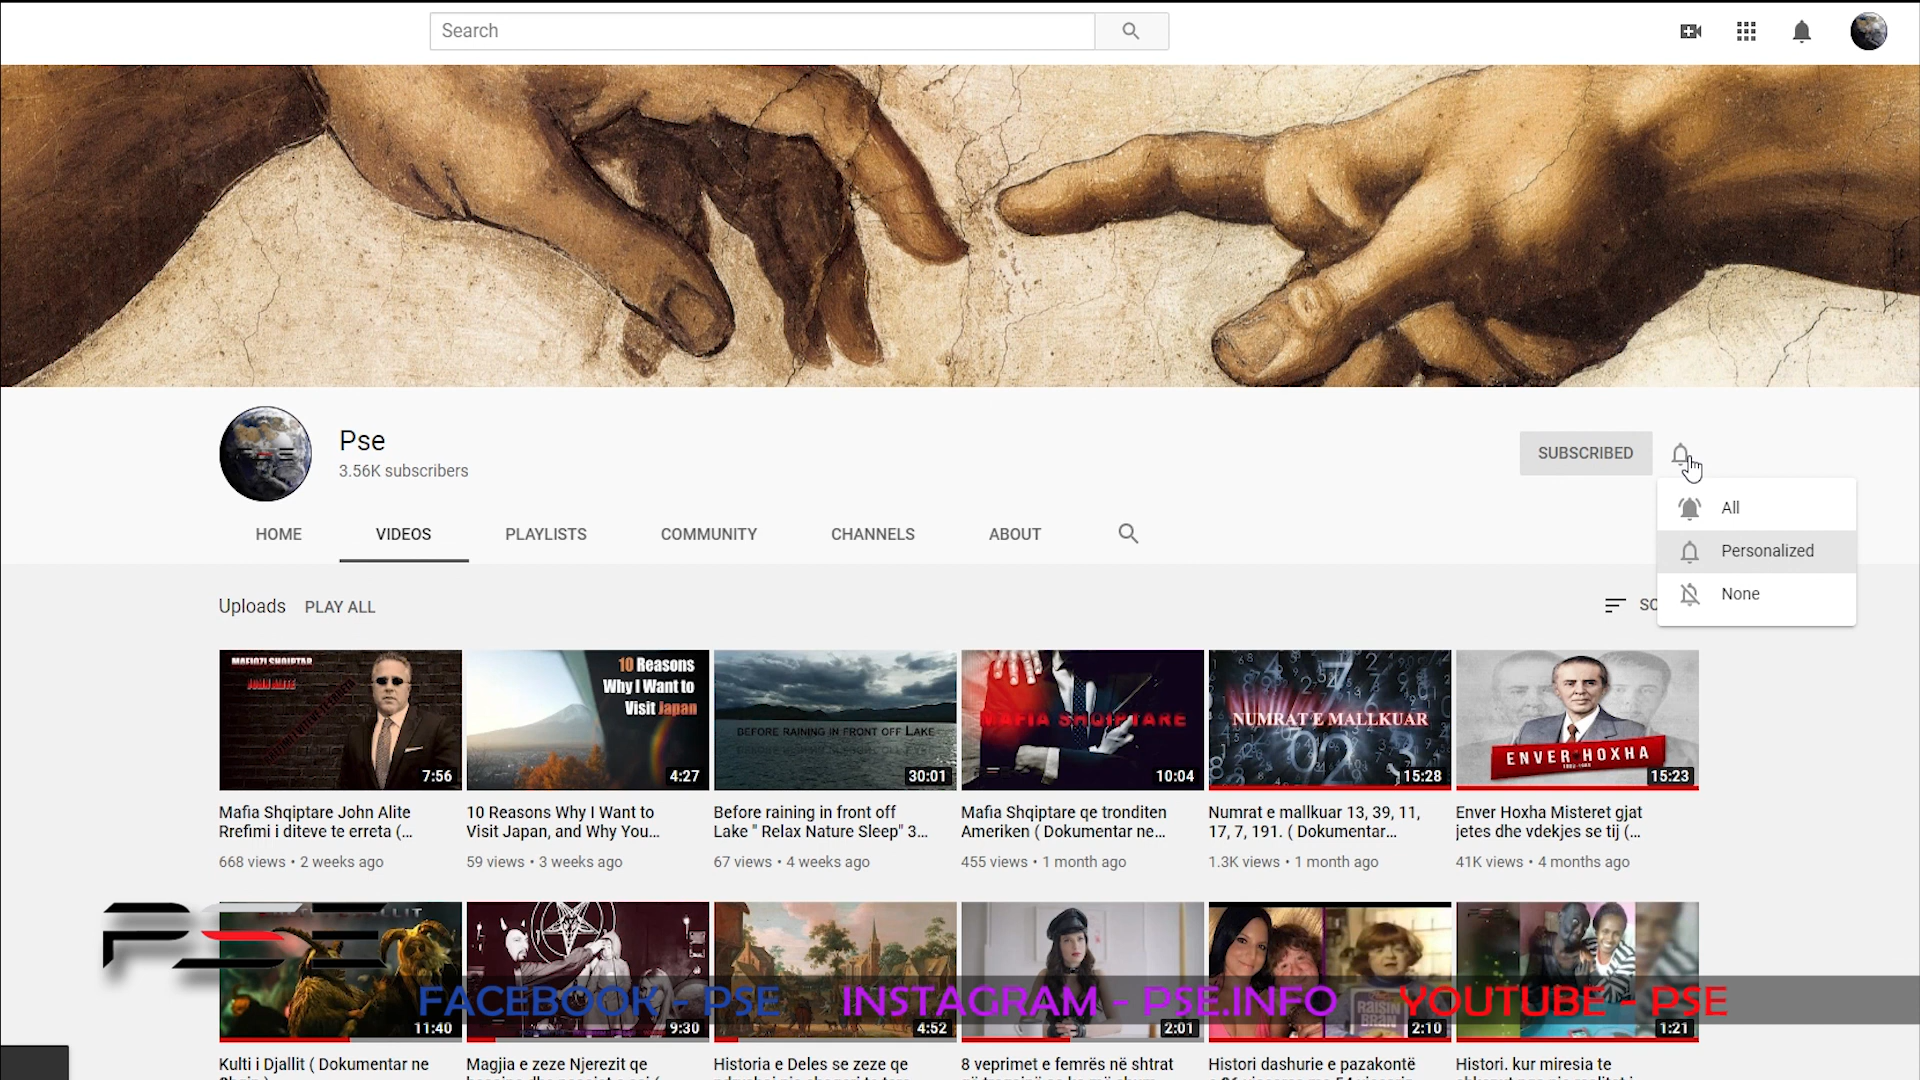 Search
Pse
3.56K subscribers
SUBSCRIBED
All
Personalized
None
HOME
VIDEOS
PLAYLISTS
COMMUNITY
CHANNELS
ABOUT
Uploads
PLAY ALL
MAFIOZI SHQIPTAR
JOHN ALITE
7:56
10 Reasons
Why I Want to
Visit Japan
4:27
BEFORE RAINING IN FRONT OFF LAKE
30:01
MAFIA SHQIPTARE
10:04
NUMRAT E MALLKUAR
15:28
ENVER HOXHA
15:23
Mafia Shqiptare John Alite
Rrefimi i diteve te erreta (...
668 views • 2 weeks ago
10 Reasons Why I Want to
Visit Japan, and Why You...
59 views • 3 weeks ago
Before raining in front off
Lake " Relax Nature Sleep" 3...
67 views • 4 weeks ago
Mafia Shqiptare qe tronditen
Ameriken ( Dokumentar ne...
455 views • 1 month ago
Numrat e mallkuar 13, 39, 11,
17, 7, 191. ( Dokumentar...
1.3K views • 1 month ago
Enver Hoxha Misteret gjat
jetes dhe vdekjes se tij (...
41K views • 4 months ago
PSE
FACEBOOK - PSE
INSTAGRAM - PSE.INFO
YOUTUBE - PSE
RAISIN
BRAN
11:40
9:30
4:52
2:01
2:10
1:21
Kulti i Djallit ( Dokumentar ne
Magjia e zeze Njerezit qe
Historia e Deles se zeze qe
8 veprimet e femrës në shtrat
Histori dashurie e pazakontë
Histori. kur miresia te